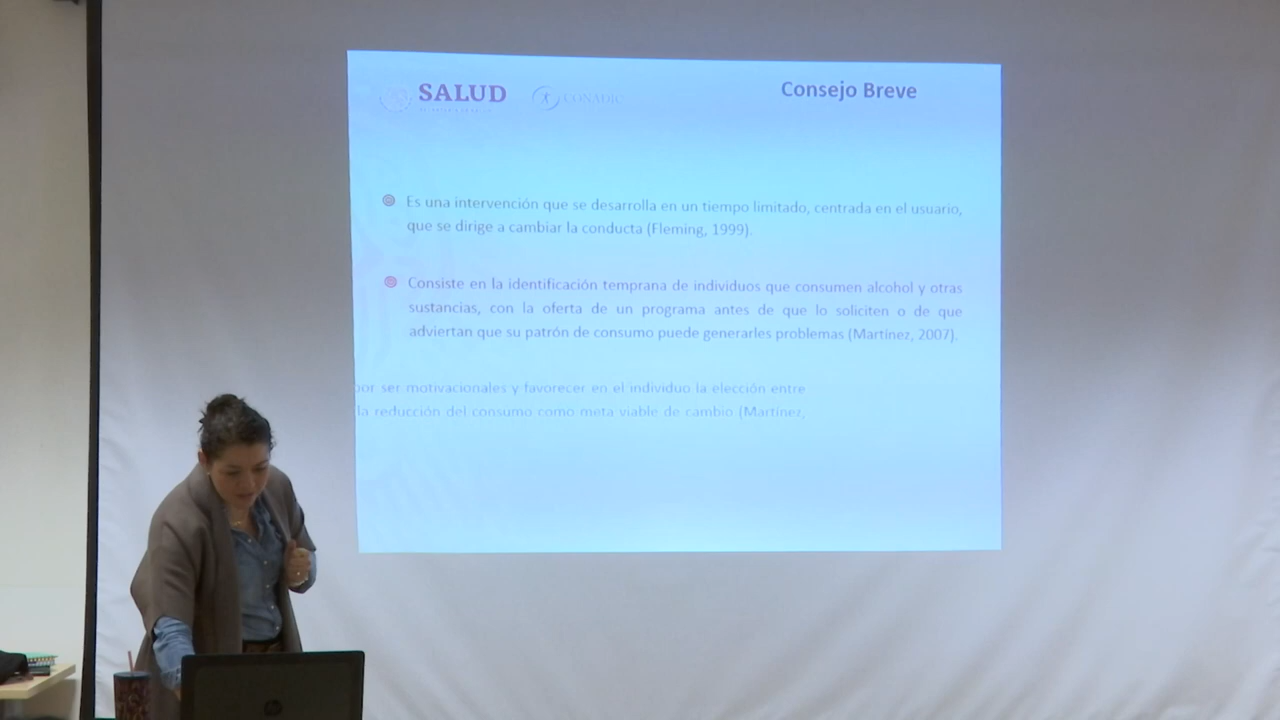 SALUD
CONADIC
Consejo Breve
Es una intervención que se desarrolla en un tiempo limitado, centrada en el usuario,
que se dirige a cambiar la conducta (Fleming, 1999).
Consiste en la identificación temprana de individuos que consumen alcohol y otras
sustancias, con la oferta de un programa antes de que lo soliciten o de que
adviertan que su patrón de consumo puede generarles problemas (Martínez, 2007).
por ser motivacionales y favorecer en el individuo la elección entre
la reducción del consumo como meta viable de cambio (Martínez,
hp